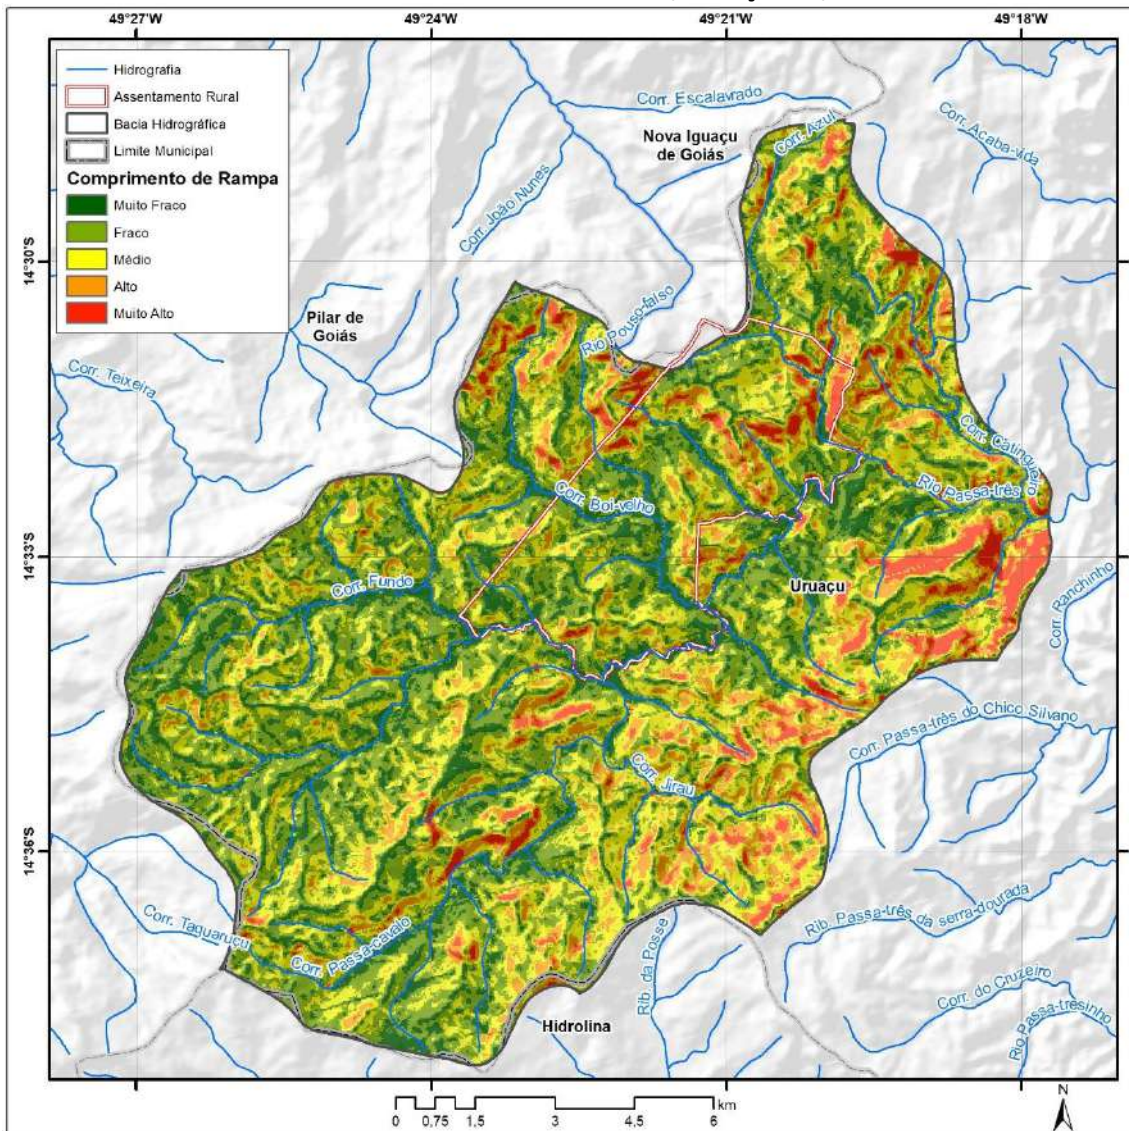 49°27'W
49°24'W
49°21'W
49°18'W
Hidrografia
Assentamento Rural
Bacia Hidrográfica
Limite Municipal
Comprimento de Rampa
Muito Fraco
Fraco
Médio
Alto
Muito Alto
Corr. Escalavrado
Nova Iguaçu
de Goiás
Corr. Azul
Corr. Acaba-vida
Corr. João Nunes
14°30'S
Rio Pouso-falso
Pilar de
Goiás
Corr. Teixeira
Corr. Catingueiro
Rio Passa-três
Corr. Boi-velho
14°33'S
Corr. Fundo
Uruaçu
Corr. Ranchinho
Corr. Passa-três do Chico Silvano
Corr. Jirau
14°36'S
Corr. Taguaruçu
Corr. Passa-cavalo
Rib. da Posse
Rib. Passa-três da serra-dourada
Corr. do Cruzeiro
Rio Passa-tresinho
Hidrolina
0 0,75 1,5 3 4,5 6 km
N